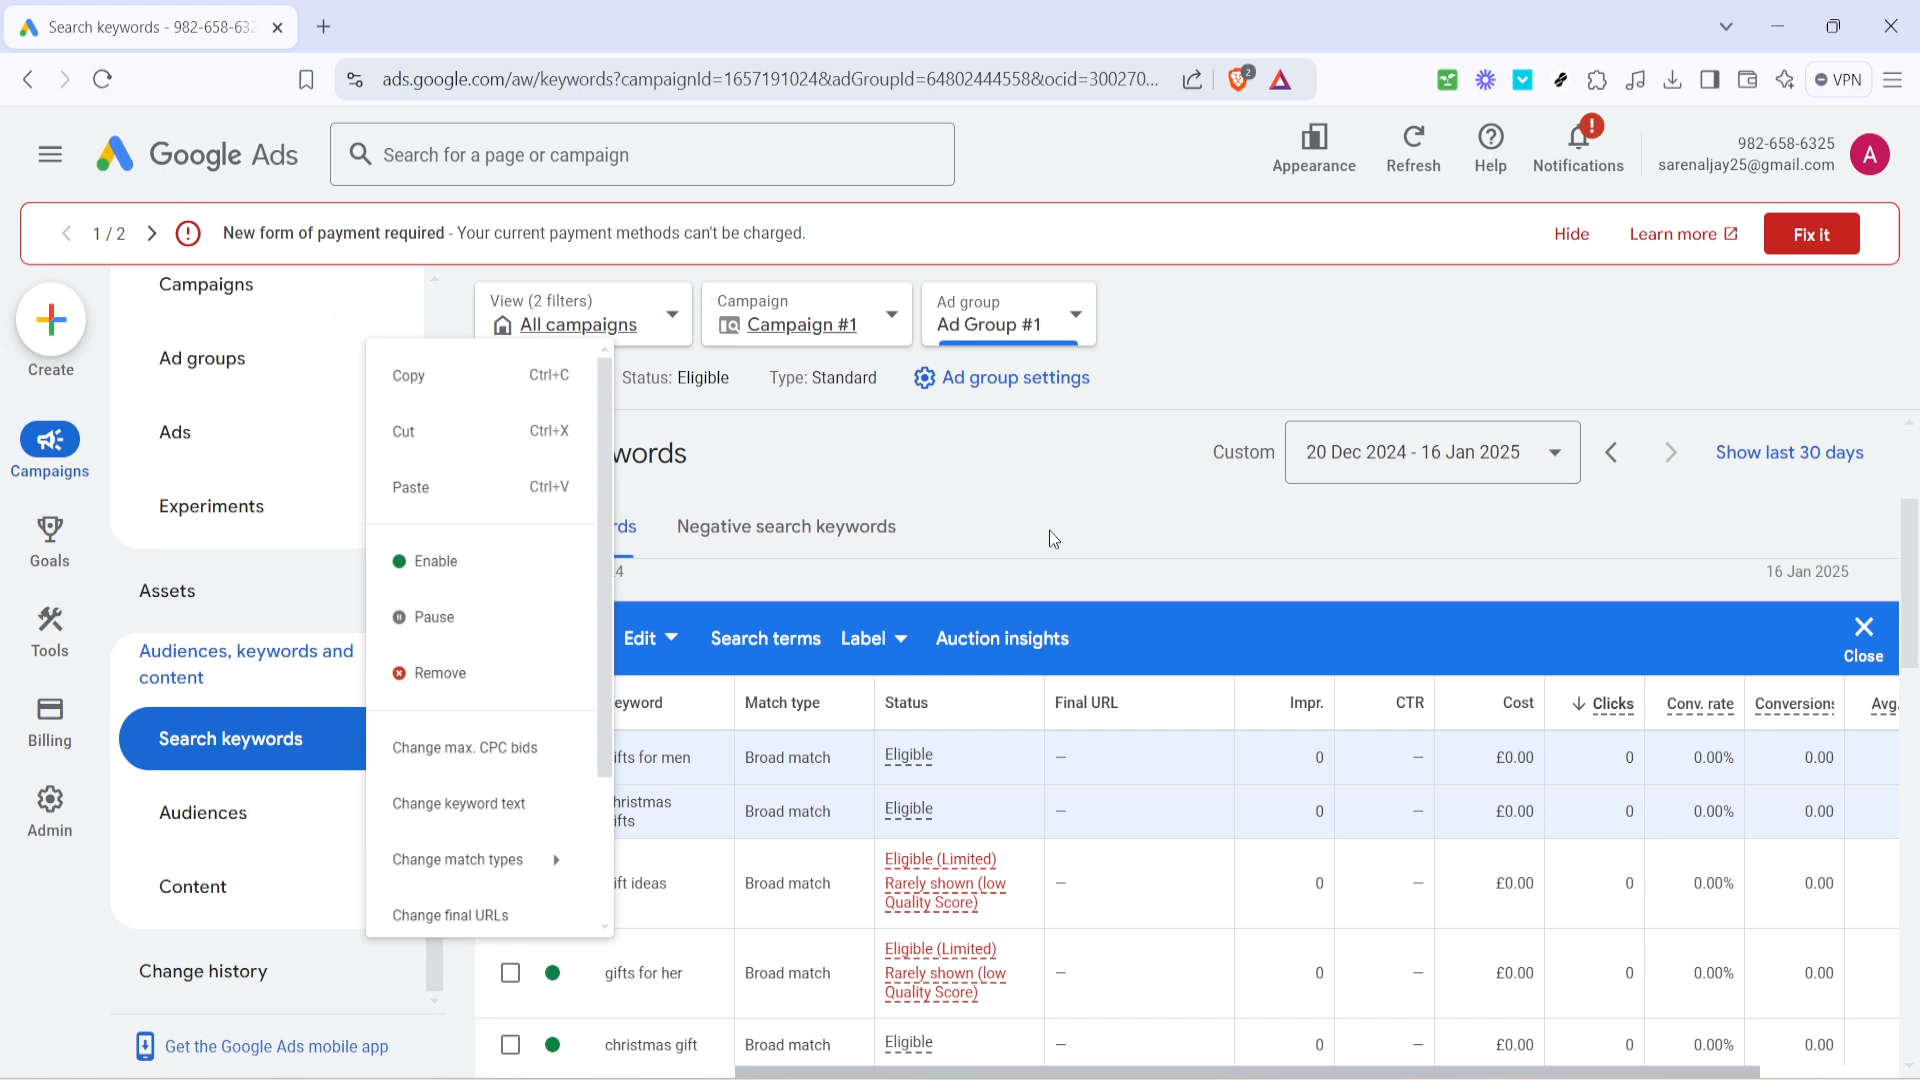 Search keywords - 982-658-632
ads.google.com/aw/keywords?campaignId=1657191024&adGroupId=64802444558&ocid=300270...
2
VPN
Google Ads
Search for a page or campaign
Appearance
Refresh
Help
Notifications
982-658-6325
sarenaljay25@gmail.com
A
1 / 2
New form of payment required - Your current payment methods can't be charged.
Hide
Learn more
Fix it
Create
Campaigns
Goals
Tools
Billing
Admin
Campaigns
Ad groups
Ads
Experiments
Assets
Audiences, keywords and
content
Search keywords
Audiences
Content
Change history
Get the Google Ads mobile app
View (2 filters)
All campaigns
Campaign
Campaign #1
Ad group
Ad Group #1
Status: Eligible
Type: Standard
Ad group settings
Copy Ctrl+C
Cut Ctrl+X
Paste Ctrl+V
Enable
Pause
Remove
Change max. CPC bids
Change keyword text
Change match types
Change final URLs
words
Custom
20 Dec 2024 - 16 Jan 2025
Show last 30 days
rds
Negative search keywords
4
16 Jan 2025
Edit
Search terms
Label
Auction insights
Close
eyword Match type Status Final URL Impr. CTR Cost Clicks Conv. rate Conversions Avg.
ifts for men Broad match Eligible – 0 – £0.00 0 0.00% 0.00
hristmas
ifts Broad match Eligible – 0 – £0.00 0 0.00% 0.00
ift ideas Broad match Eligible (Limited)
Rarely shown (low
Quality Score) – 0 – £0.00 0 0.00% 0.00
gifts for her Broad match Eligible (Limited)
Rarely shown (low
Quality Score) – 0 – £0.00 0 0.00% 0.00
christmas gift Broad match Eligible – 0 – £0.00 0 0.00% 0.00